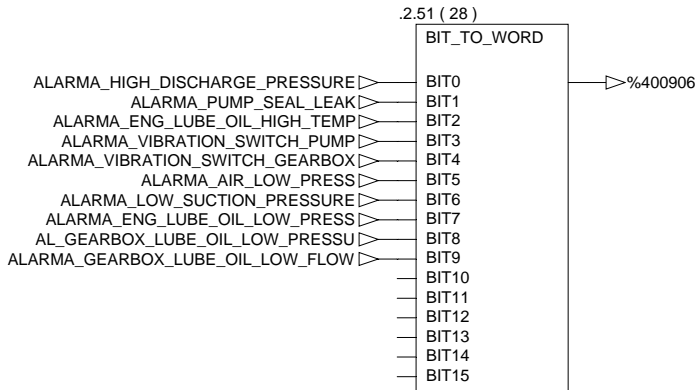 .2.51 ( 28 )
BIT_TO_WORD
ALARMA_HIGH_DISCHARGE_PRESSURE BIT0 %400906
ALARMA_PUMP_SEAL_LEAK BIT1
ALARMA_ENG_LUBE_OIL_HIGH_TEMP BIT2
ALARMA_VIBRATION_SWITCH_PUMP BIT3
ALARMA_VIBRATION_SWITCH_GEARBOX BIT4
ALARMA_AIR_LOW_PRESS BIT5
ALARMA_LOW_SUCTION_PRESSURE BIT6
ALARMA_ENG_LUBE_OIL_LOW_PRESS BIT7
AL_GEARBOX_LUBE_OIL_LOW_PRESSU BIT8
ALARMA_GEARBOX_LUBE_OIL_LOW_FLOW BIT9
BIT10
BIT11
BIT12
BIT13
BIT14
BIT15